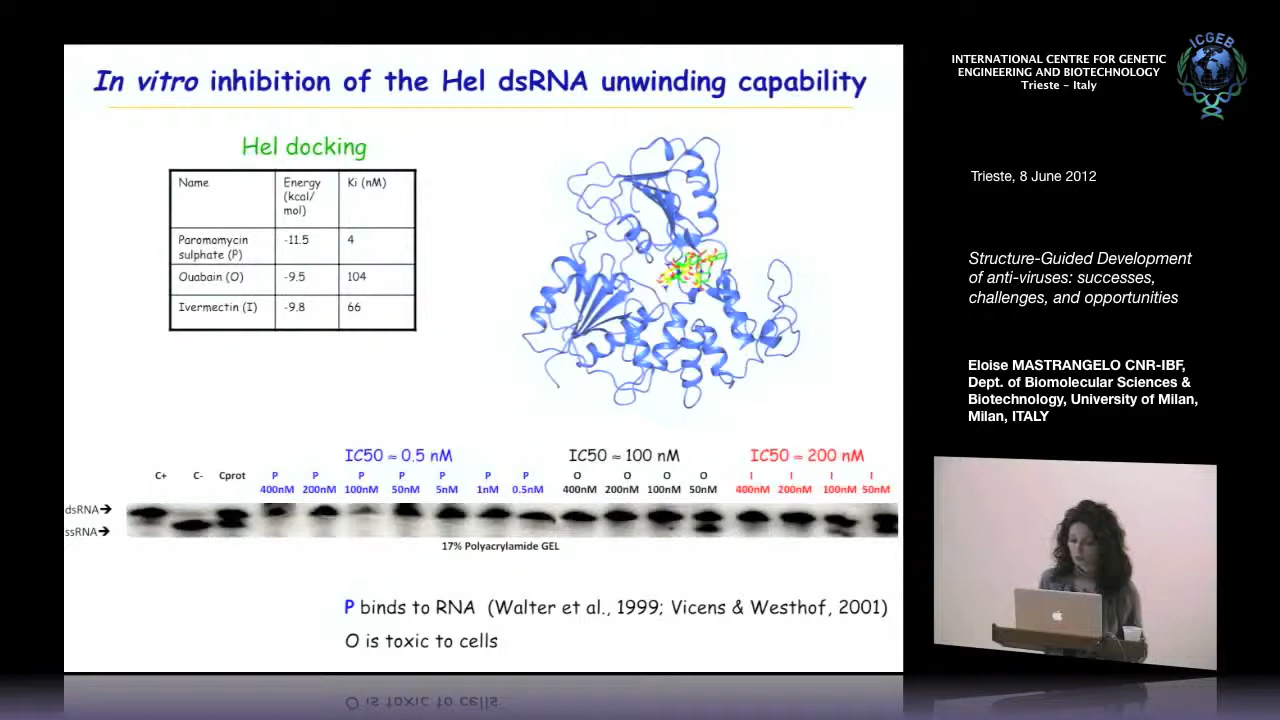 In vitro inhibition of the Hel dsRNA unwinding capability
Hel docking
Name Energy (kcal/mol) Ki (nM)
Paromomycin sulphate (P) -11.5 4
Ouabain (O) -9.5 104
Ivermectin (I) -9.8 66
IC50 ≈ 0.5 nM IC50 ≈ 100 nM IC50 ≈ 200 nM
C+ C- Cprot P P P P P P P O O O O I I I I
400nM 200nM 100nM 50nM 5nM 1nM 0.5nM 400nM 200nM 100nM 50nM 400nM 200nM 100nM 50nM
dsRNA➔
ssRNA➔
17% Polyacrylamide GEL
P binds to RNA (Walter et al., 1999; Vicens & Westhof, 2001)
O is toxic to cells
INTERNATIONAL CENTRE FOR GENETIC
ENGINEERING AND BIOTECHNOLOGY
Trieste - Italy
ICGEB
Trieste, 8 June 2012
Structure-Guided Development
of anti-viruses: successes,
challenges, and opportunities
Eloise MASTRANGELO CNR-IBF,
Dept. of Biomolecular Sciences &
Biotechnology, University of Milan,
Milan, ITALY